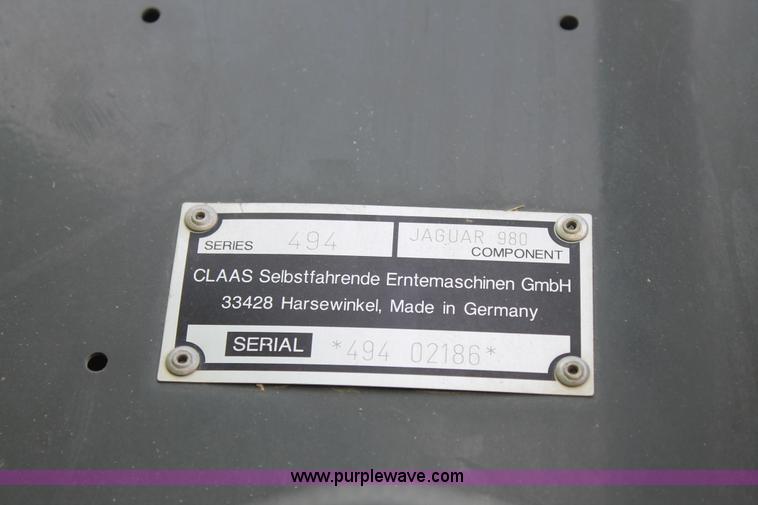 SERIES 494 JAGUAR 980 COMPONENT
CLAAS Selbstfahrende Erntemaschinen GmbH
33428 Harsewinkel, Made in Germany
SERIAL *494 02186*
www.purplewave.com